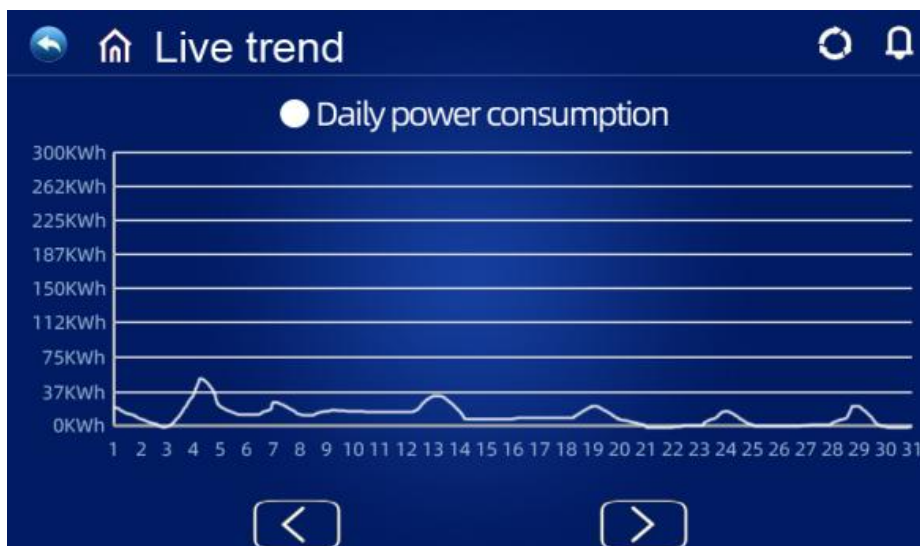 Live trend
Daily power consumption
300KWh
262KWh
225KWh
187KWh
150KWh
112KWh
75KWh
37KWh
0KWh
1 2 3 4 5 6 7 8 9 10 11 12 13 14 15 16 17 18 19 20 21 22 23 24 25 26 27 28 29 30 31